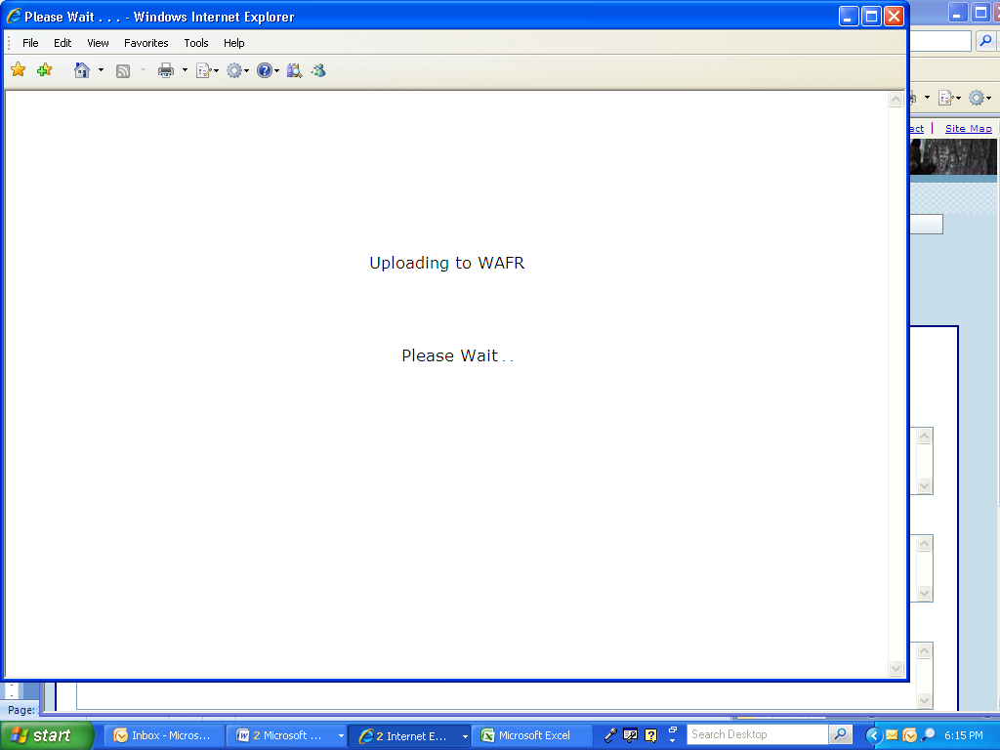 Please Wait . . . - Windows Internet Explorer
File Edit View Favorites Tools Help
act | Site Map
Uploading to WAFR
Please Wait . .
Page:
start
Inbox - Micros...
2 Microsoft ...
2 Internet E...
Microsoft Excel
Search Desktop
6:15 PM